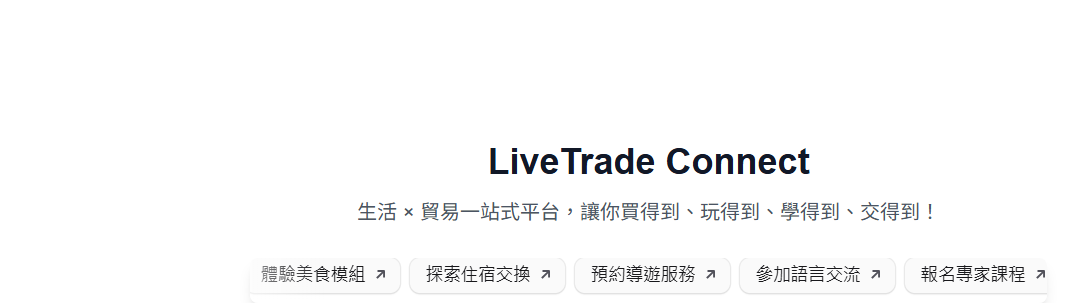 LiveTrade Connect
生活 × 貿易一站式平台，讓你買得到、玩得到、學得到、交得到！
體驗美食模組 探索住宿交換 預約導遊服務 參加語言交流 報名專家課程